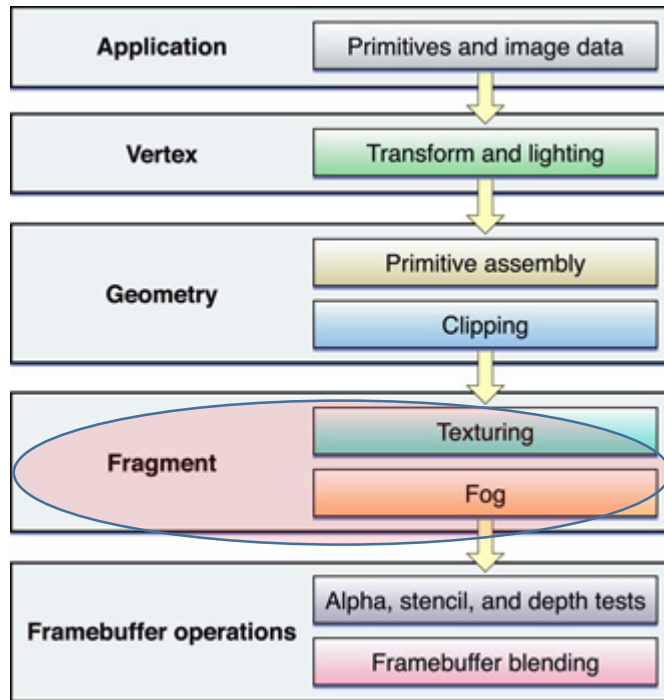 Application
Primitives and image data
Vertex
Transform and lighting
Geometry
Primitive assembly
Clipping
Fragment
Texturing
Fog
Framebuffer operations
Alpha, stencil, and depth tests
Framebuffer blending